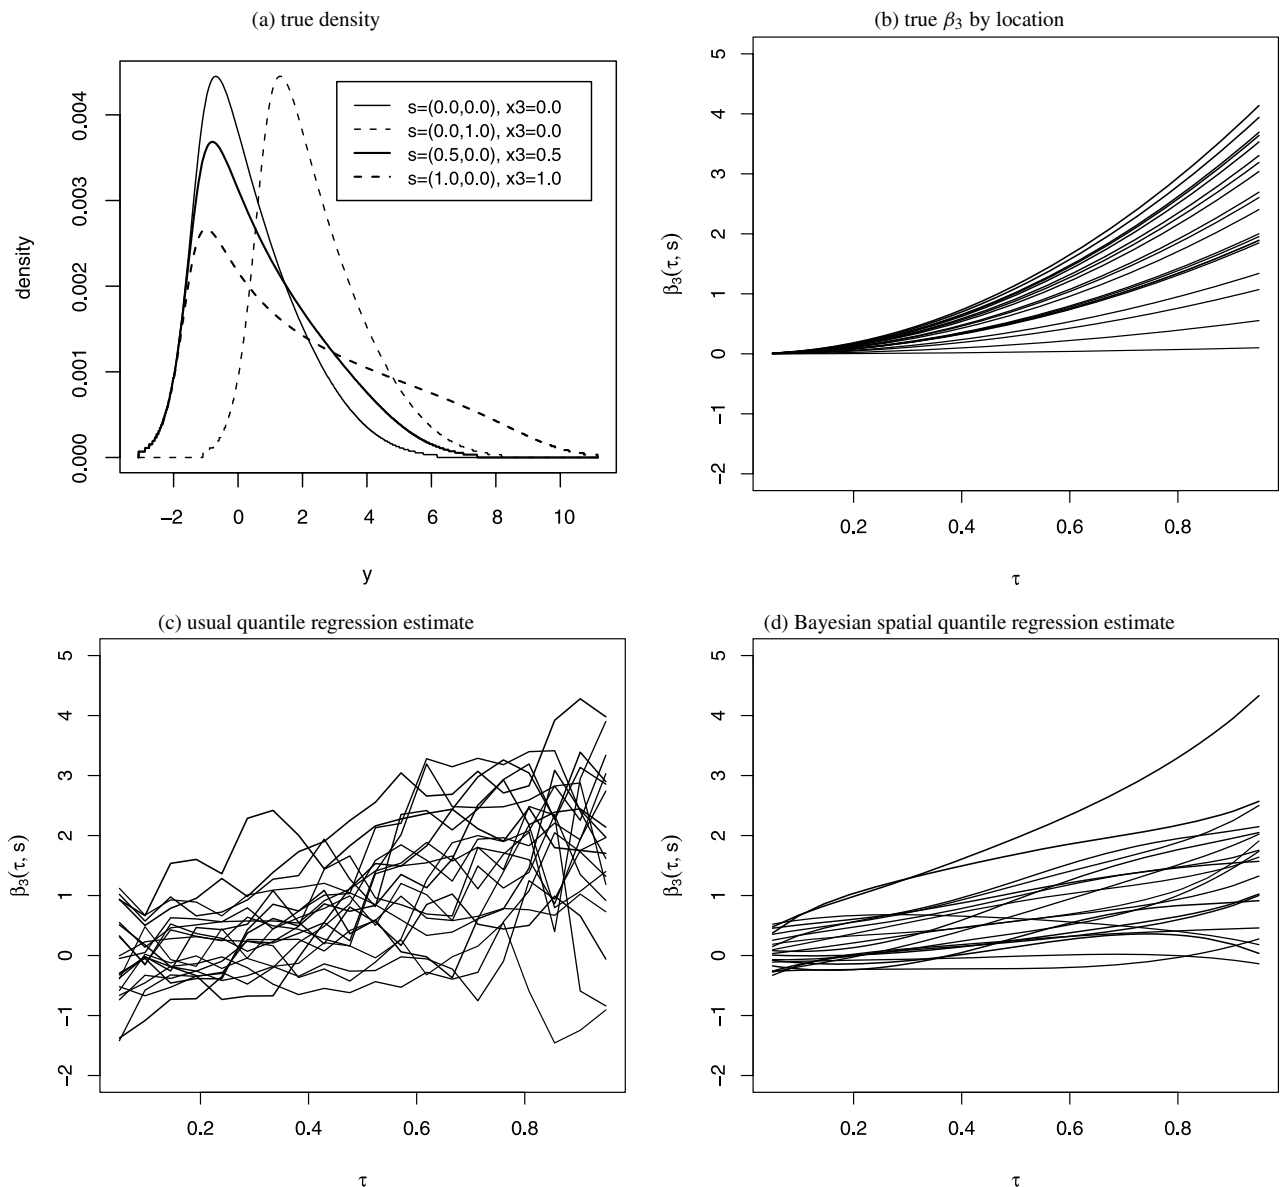 (a) true density
density
0.000
0.001
0.002
0.003
0.004
s=(0.0,0.0), x3=0.0
s=(0.0,1.0), x3=0.0
s=(0.5,0.0), x3=0.5
s=(1.0,0.0), x3=1.0
−2 0 2 4 6 8 10
y
(b) true β₃ by location
β₃(τ, s)
5
4
3
2
1
0
−1
−2
0.2 0.4 0.6 0.8
τ
(c) usual quantile regression estimate
β₃(τ, s)
5
4
3
2
1
0
−1
−2
0.2 0.4 0.6 0.8
τ
(d) Bayesian spatial quantile regression estimate
β₃(τ, s)
5
4
3
2
1
0
−1
−2
0.2 0.4 0.6 0.8
τ